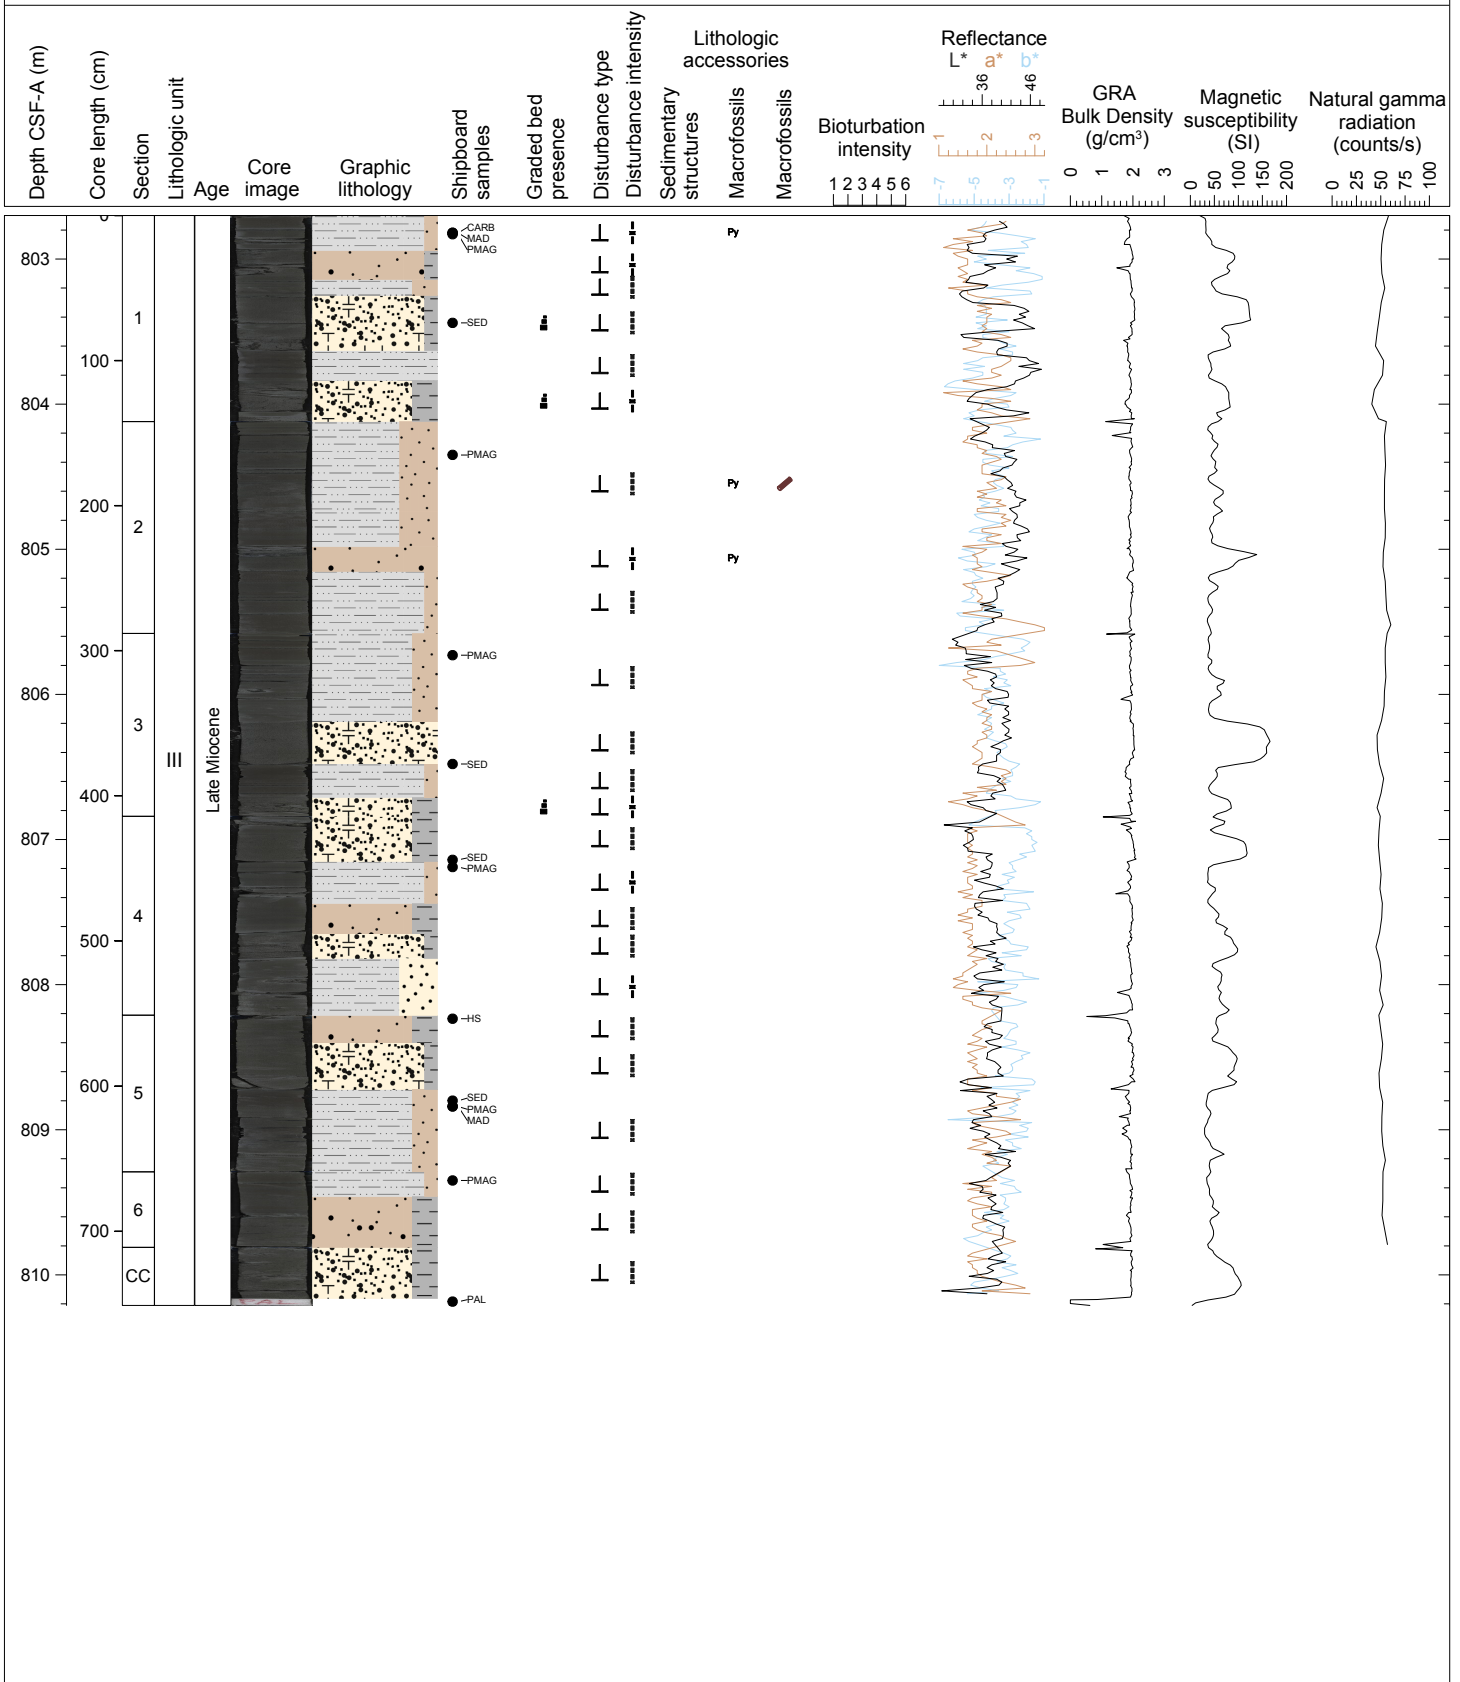 Depth CSF-A (m)
Core length (cm)
Section
Lithologic unit
Age
Core
image
Graphic
lithology
Shipboard
samples
Graded bed
presence
Disturbance type
Disturbance intensity
Lithologic
accessories
Sedimentary
structures
Macrofossils
Macrofossils
Bioturbation
intensity
1 2 3 4 5 6
Reflectance
L* a* b*
36 46
1 2 3
-7 -5 -3 -1
GRA
Bulk Density
(g/cm³)
0 1 2 3
Magnetic
susceptibility
(SI)
0 50 100 150 200
Natural gamma
radiation
(counts/s)
0 25 50 75 100
0
CARB
MAD
PMAG
Py
803
1
SED
100
804
PMAG
Py
200
2
805
Py
300
PMAG
806
3
III
Late Miocene
SED
400
807
SED
PMAG
4
500
808
HS
600
5
SED
PMAG
MAD
809
PMAG
6
700
810
CC
PAL
PAL